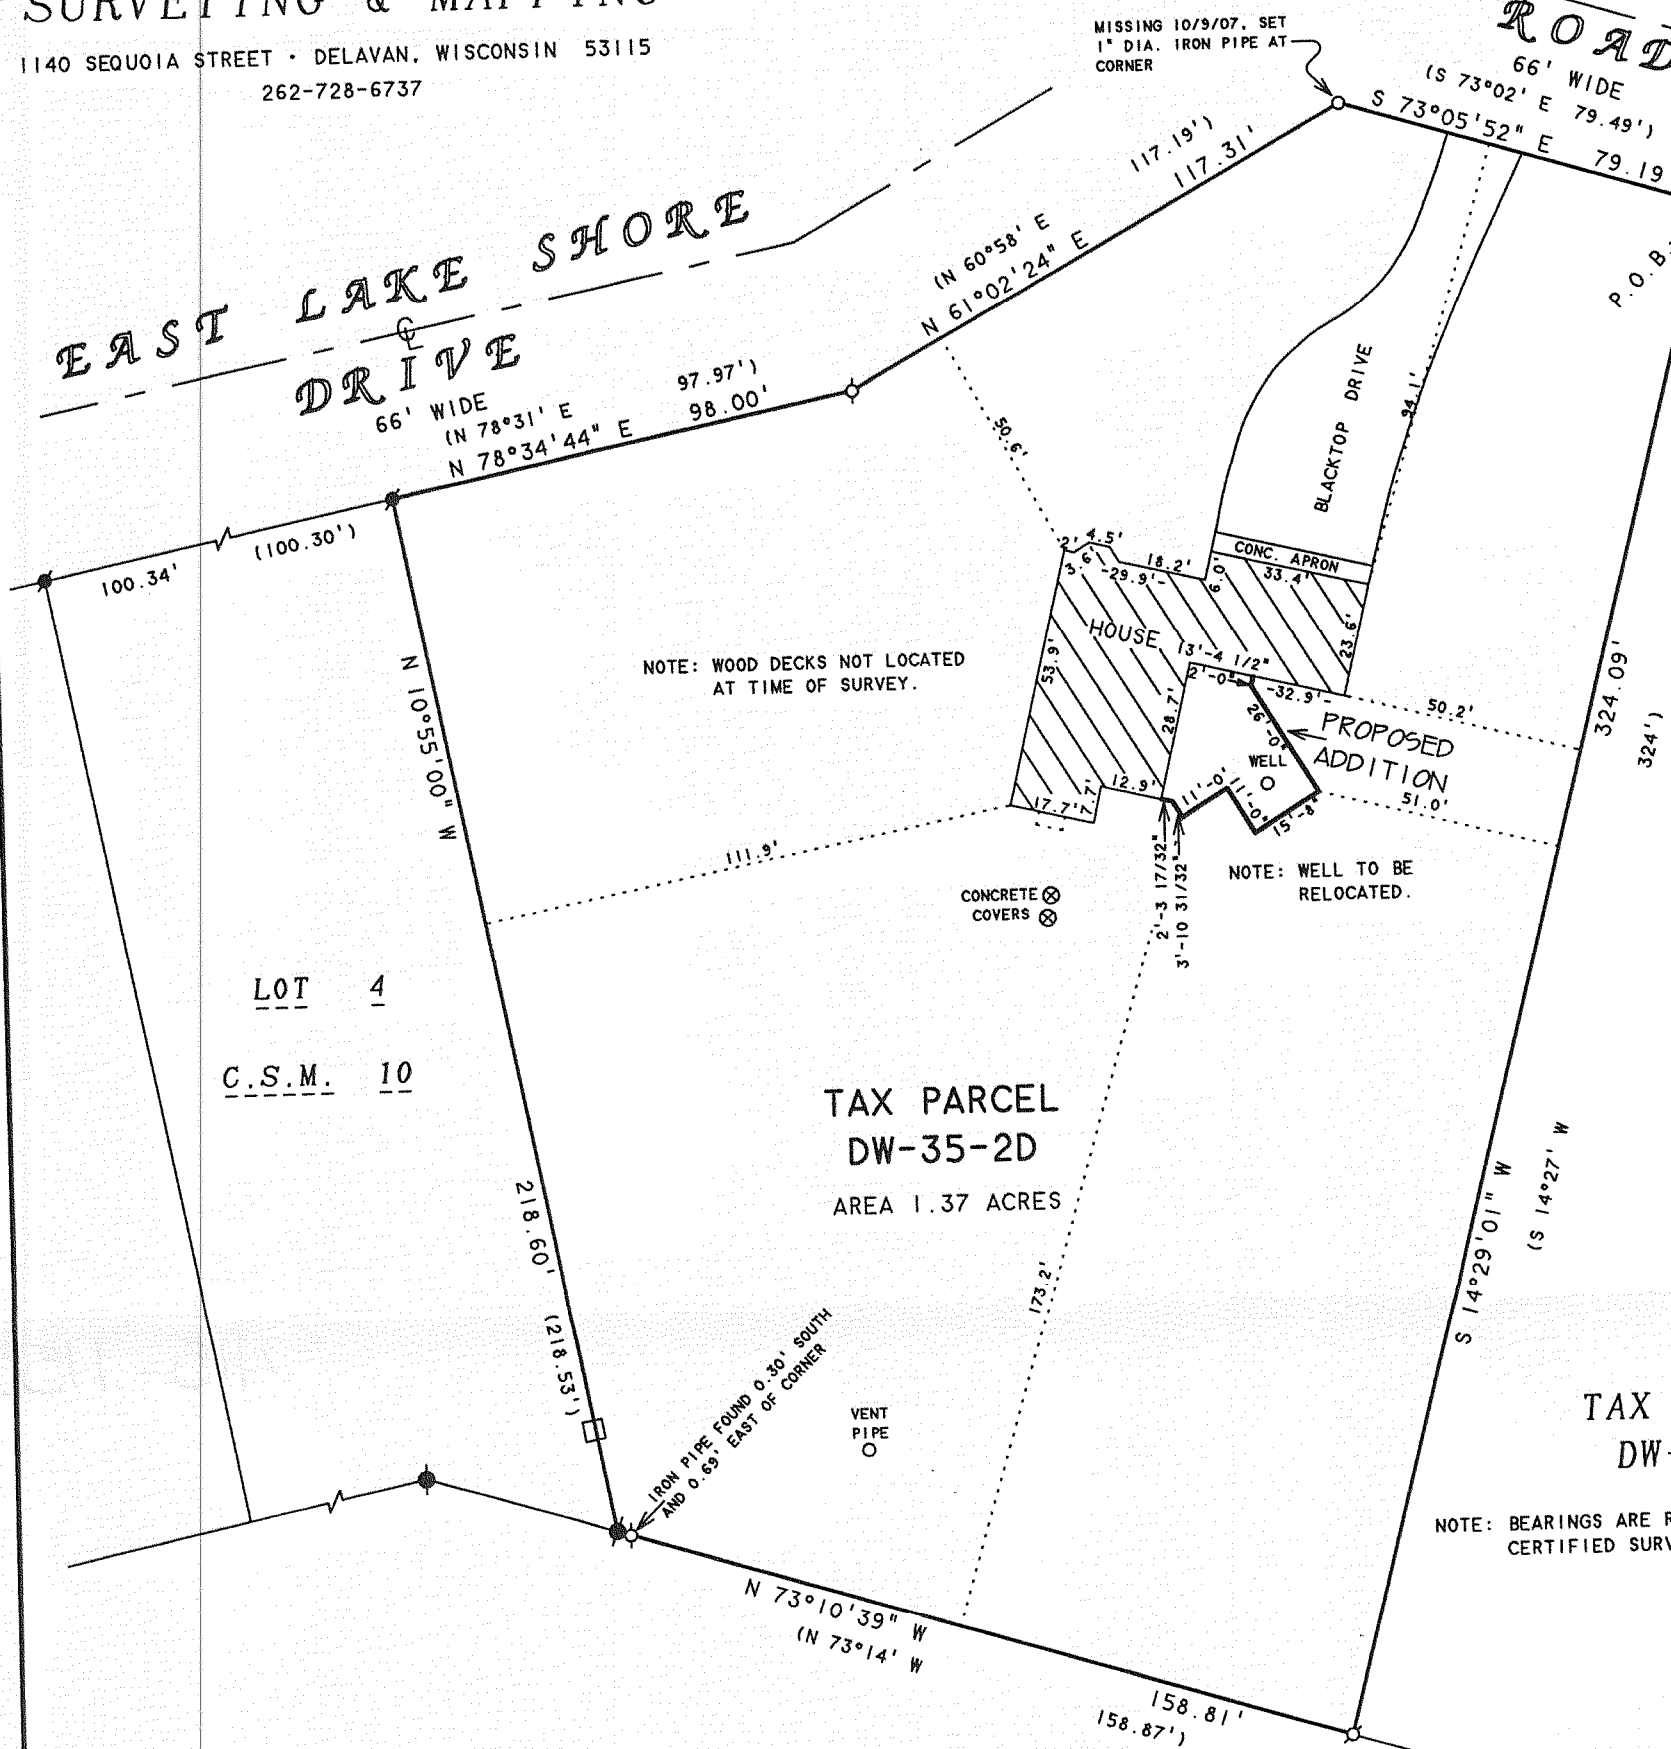 SURVEYING & MAPPING
1140 SEQUOIA STREET · DELAVAN, WISCONSIN 53115
262-728-6737
MISSING 10/9/07, SET
1" DIA. IRON PIPE AT
CORNER
ROAD
66' WIDE
(S 73°02' E 79.49')
S 73°05'52" E 79.19
P.O.B.
EAST LAKE SHORE
DRIVE
66' WIDE
(N 78°31' E 97.97')
N 78°34'44" E 98.00'
(N 60°58' E 117.19')
N 61°02'24" E 117.31'
(100.30')
100.34'
50.6'
BLACKTOP DRIVE
94.1'
CONC. APRON
33.4'
2' 4.5'
3.6'
-29.9'-
18.2'
6.0'
HOUSE
13'-4 1/2"
2'-0"
-32.9'-
23.6'
53.9'
28.7'
26'-0"
50.2'
PROPOSED
ADDITION
WELL
51.0'
17.7'
7.7'
12.9'
11'-0"
11'-0"
15'-8"
2'-3 17/32"
3'-10 31/32"
NOTE: WOOD DECKS NOT LOCATED
AT TIME OF SURVEY.
NOTE: WELL TO BE
RELOCATED.
111.9'
CONCRETE
COVERS
N 10°55'00" W
218.60'
(218.53')
324.09'
324')
S 14°29'01" W
(S 14°27' W
LOT 4
C.S.M. 10
TAX PARCEL
DW-35-2D
AREA 1.37 ACRES
173.2'
IRON PIPE FOUND 0.30' SOUTH
AND 0.69' EAST OF CORNER
VENT
PIPE
TAX
DW-
NOTE: BEARINGS ARE
CERTIFIED
N 73°10'39" W 158.81'
(N 73°14' W 158.87')